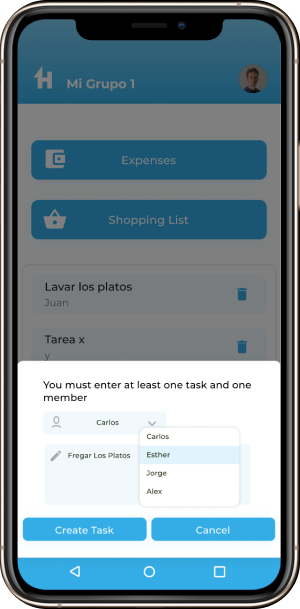 Mi Grupo 1
Expenses
Shopping List
Lavar los platos
Juan
Tarea x
y
You must enter at least one task and one
member
Carlos
Carlos
Esther
Jorge
Alex
Fregar Los Platos
Create Task
Cancel